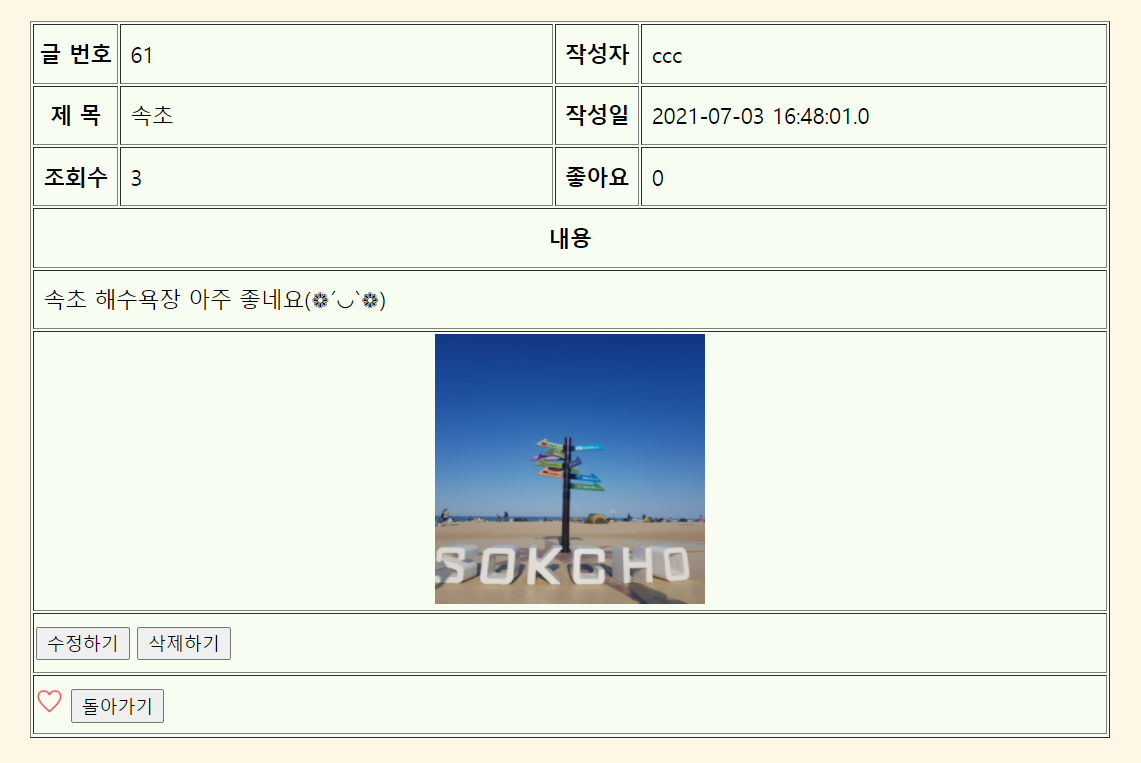 글 번호 61 작성자 ccc
제 목 속초 작성일 2021-07-03 16:48:01.0
조회수 3 좋아요 0
내용
속초 해수욕장 아주 좋네요(❁´◡`❁)
SOKCHO
수정하기 삭제하기
돌아가기